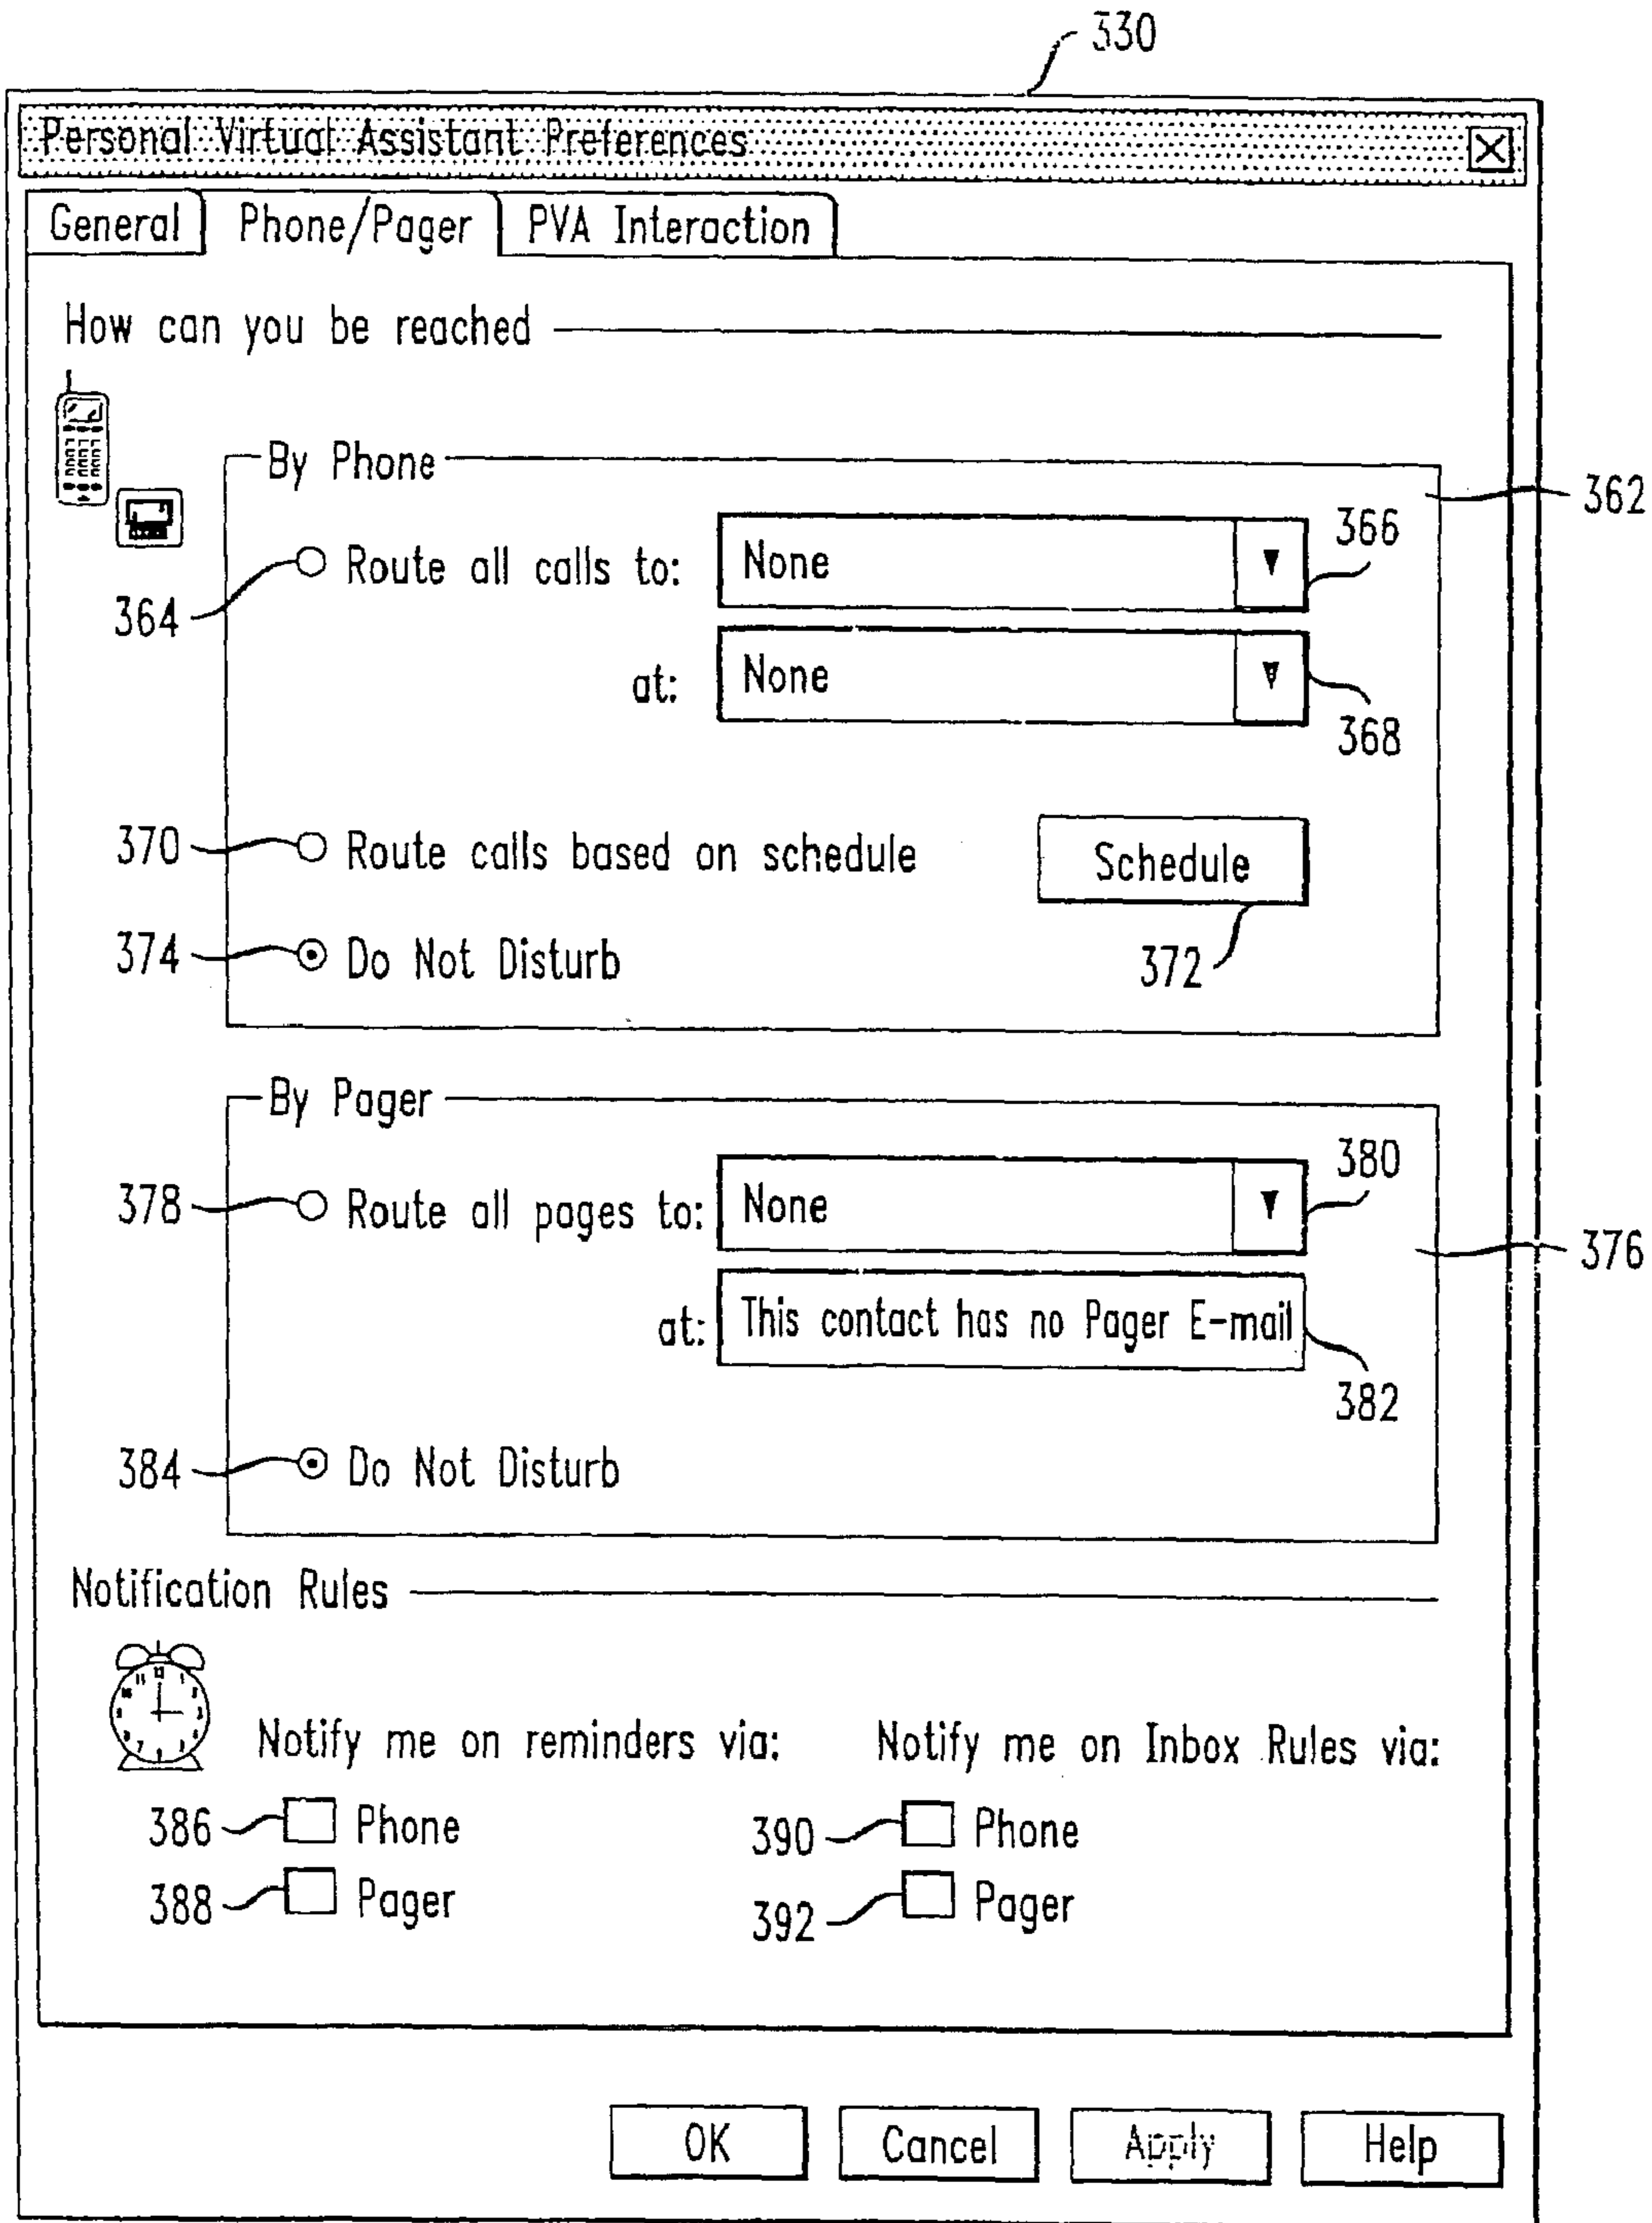 330
Personal Virtual Assistant Preferences
General Phone/Pager PVA Interaction
How can you be reached
By Phone
362
366
Route all calls to: None
364
at: None
368
370 Route calls based on schedule Schedule
374 Do Not Disturb
372
By Pager
380
378 Route all pages to: None
376
at: This contact has no Pager E-mail
382
384 Do Not Disturb
Notification Rules
Notify me on reminders via: Notify me on Inbox Rules via:
386 Phone 390 Phone
388 Pager 392 Pager
OK Cancel Apply Help